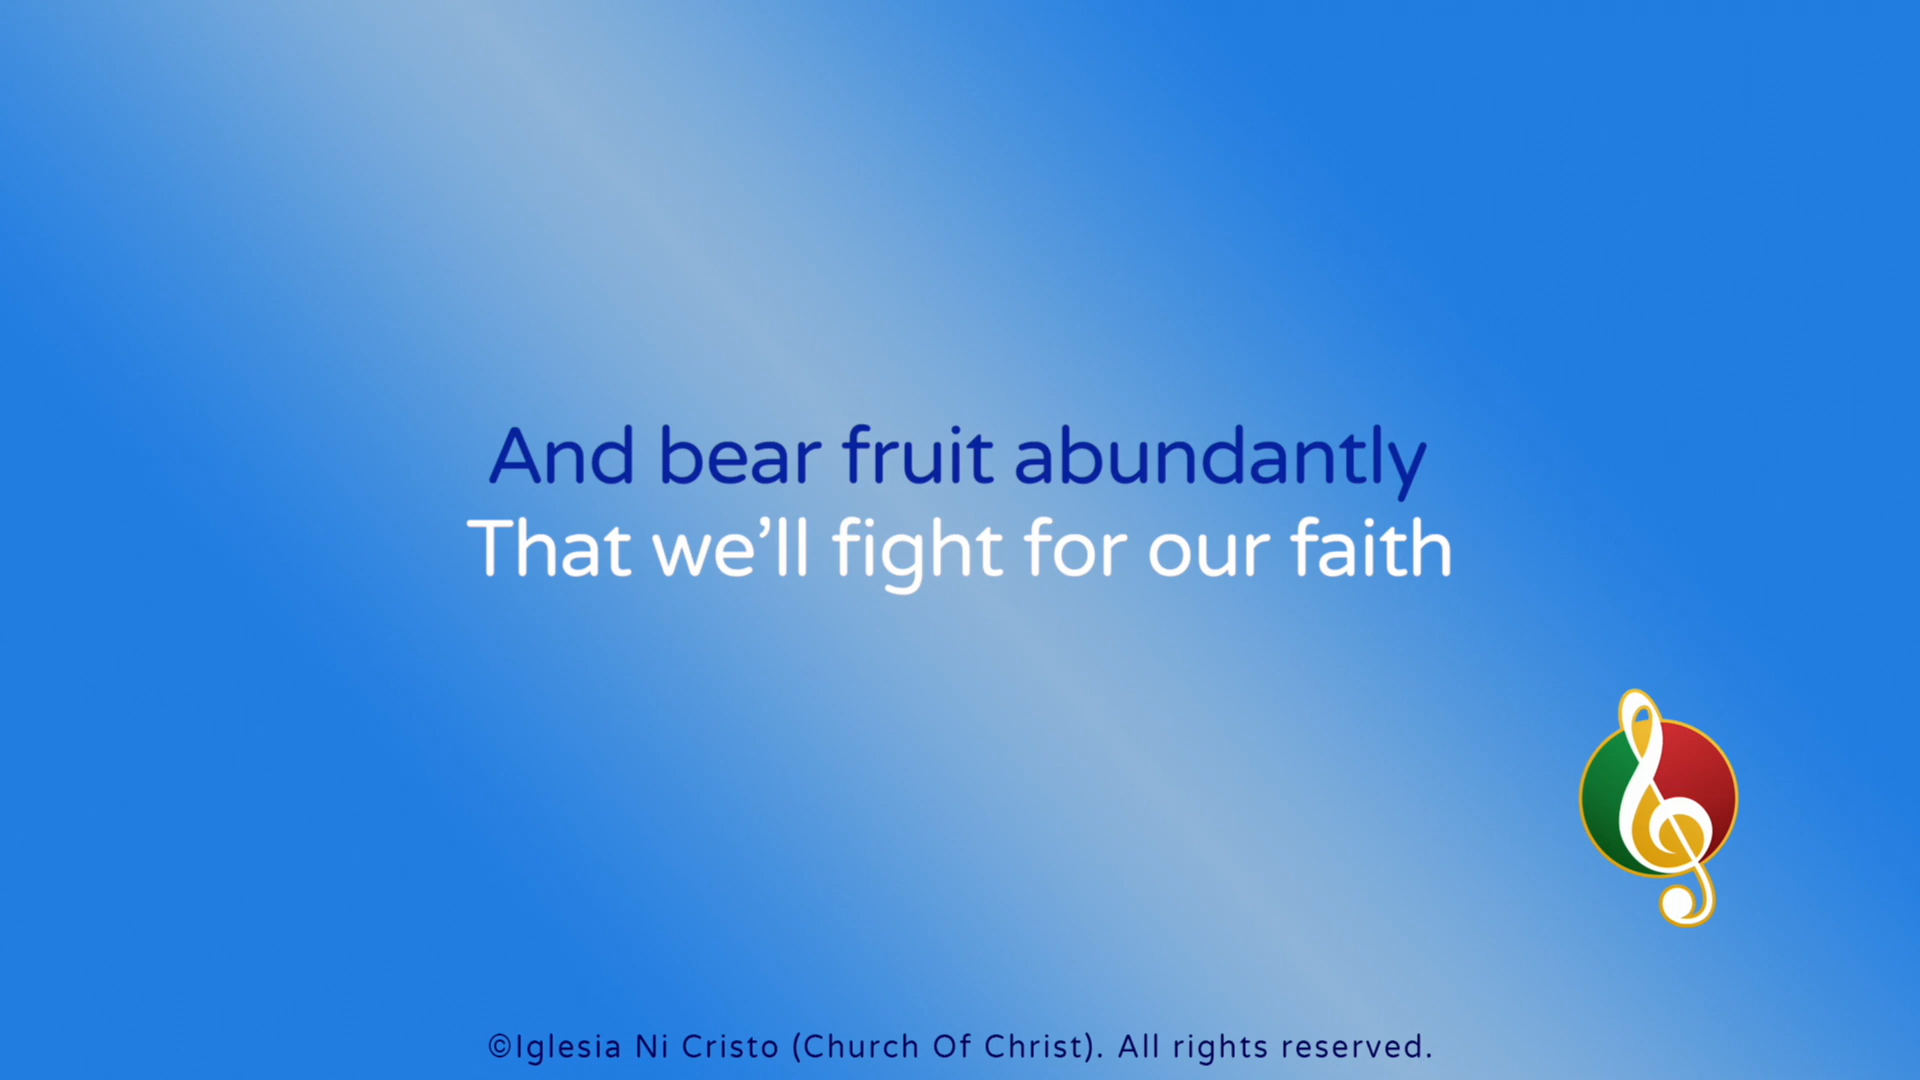 And bear fruit abundantly
That we’ll fight for our faith
©Iglesia Ni Cristo (Church Of Christ). All rights reserved.